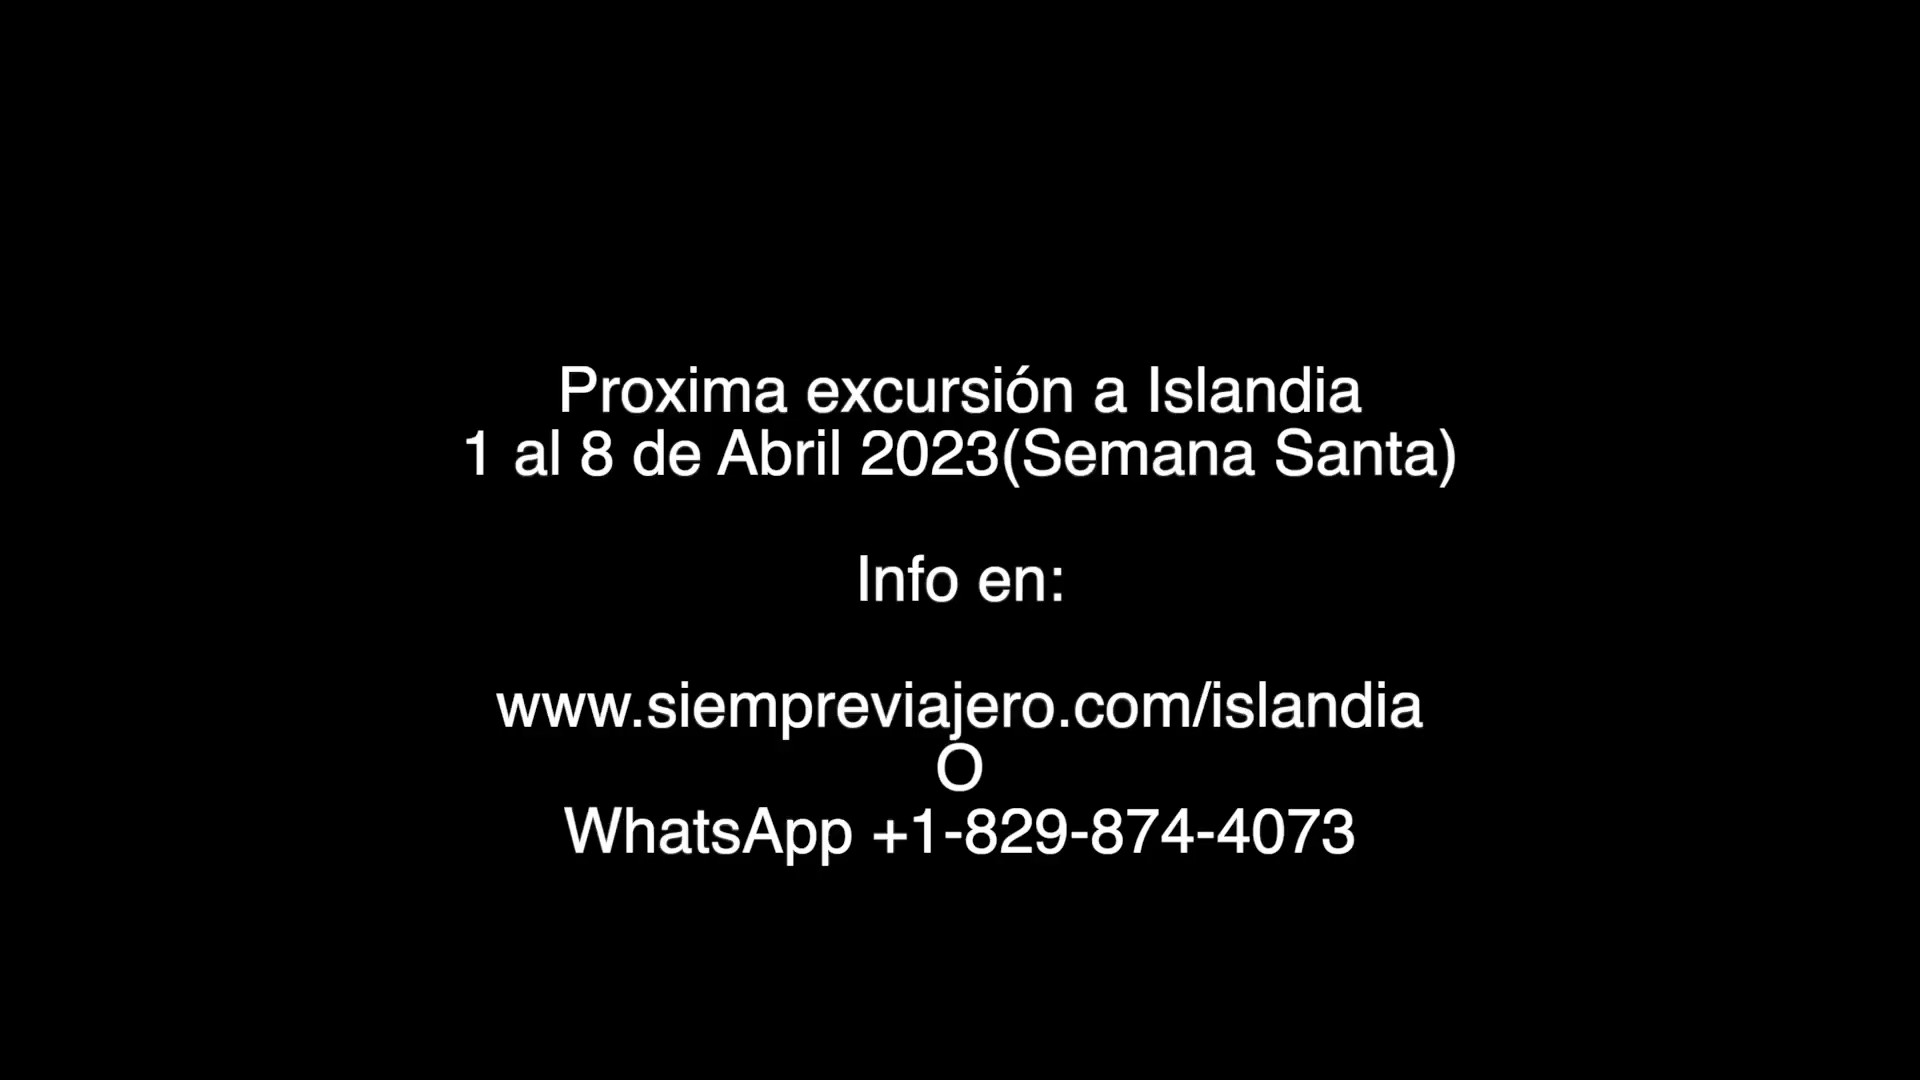 Proxima excursión a Islandia
1 al 8 de Abril 2023(Semana Santa)
Info en:
www.siempreviajero.com/islandia
O
WhatsApp +1-829-874-4073